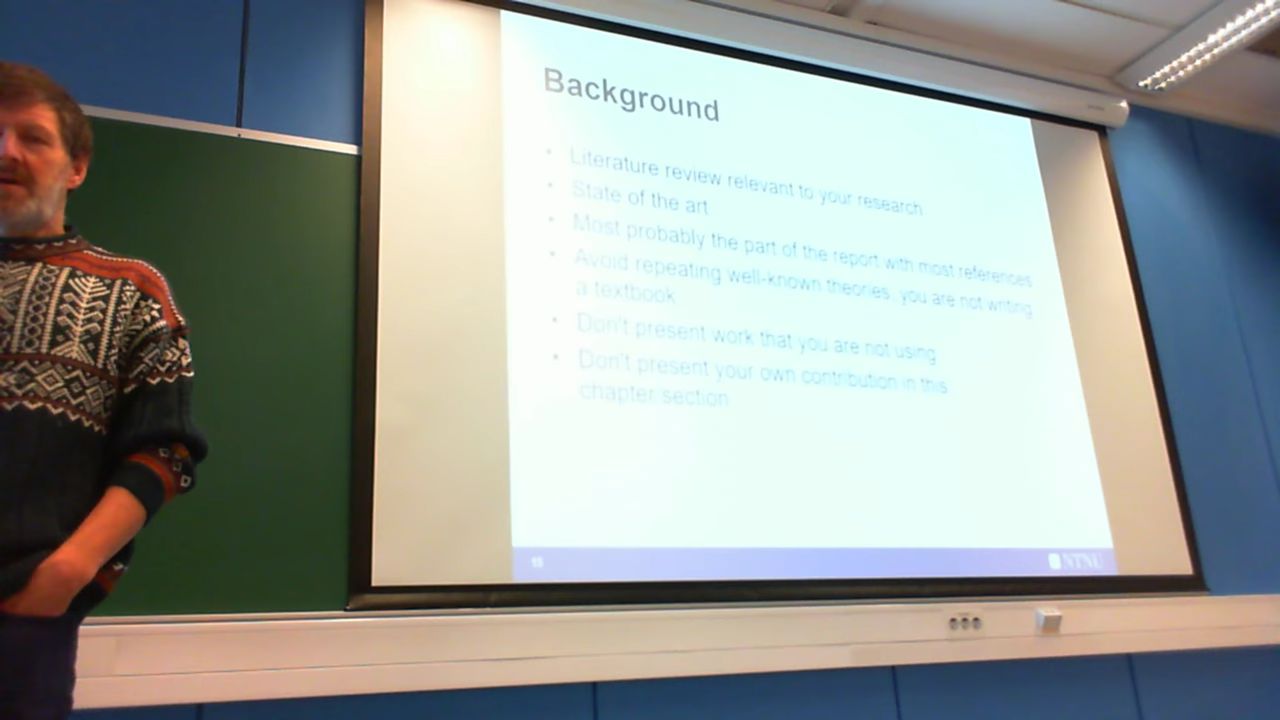 Background
• Literature review relevant to your research
• State of the art
• Most probably the part of the report with most references
• Avoid repeating well-known theories, you are not writing
a textbook
• Don't present work that you are not using
• Don't present your own contribution in this
chapter/section
15
NTNU